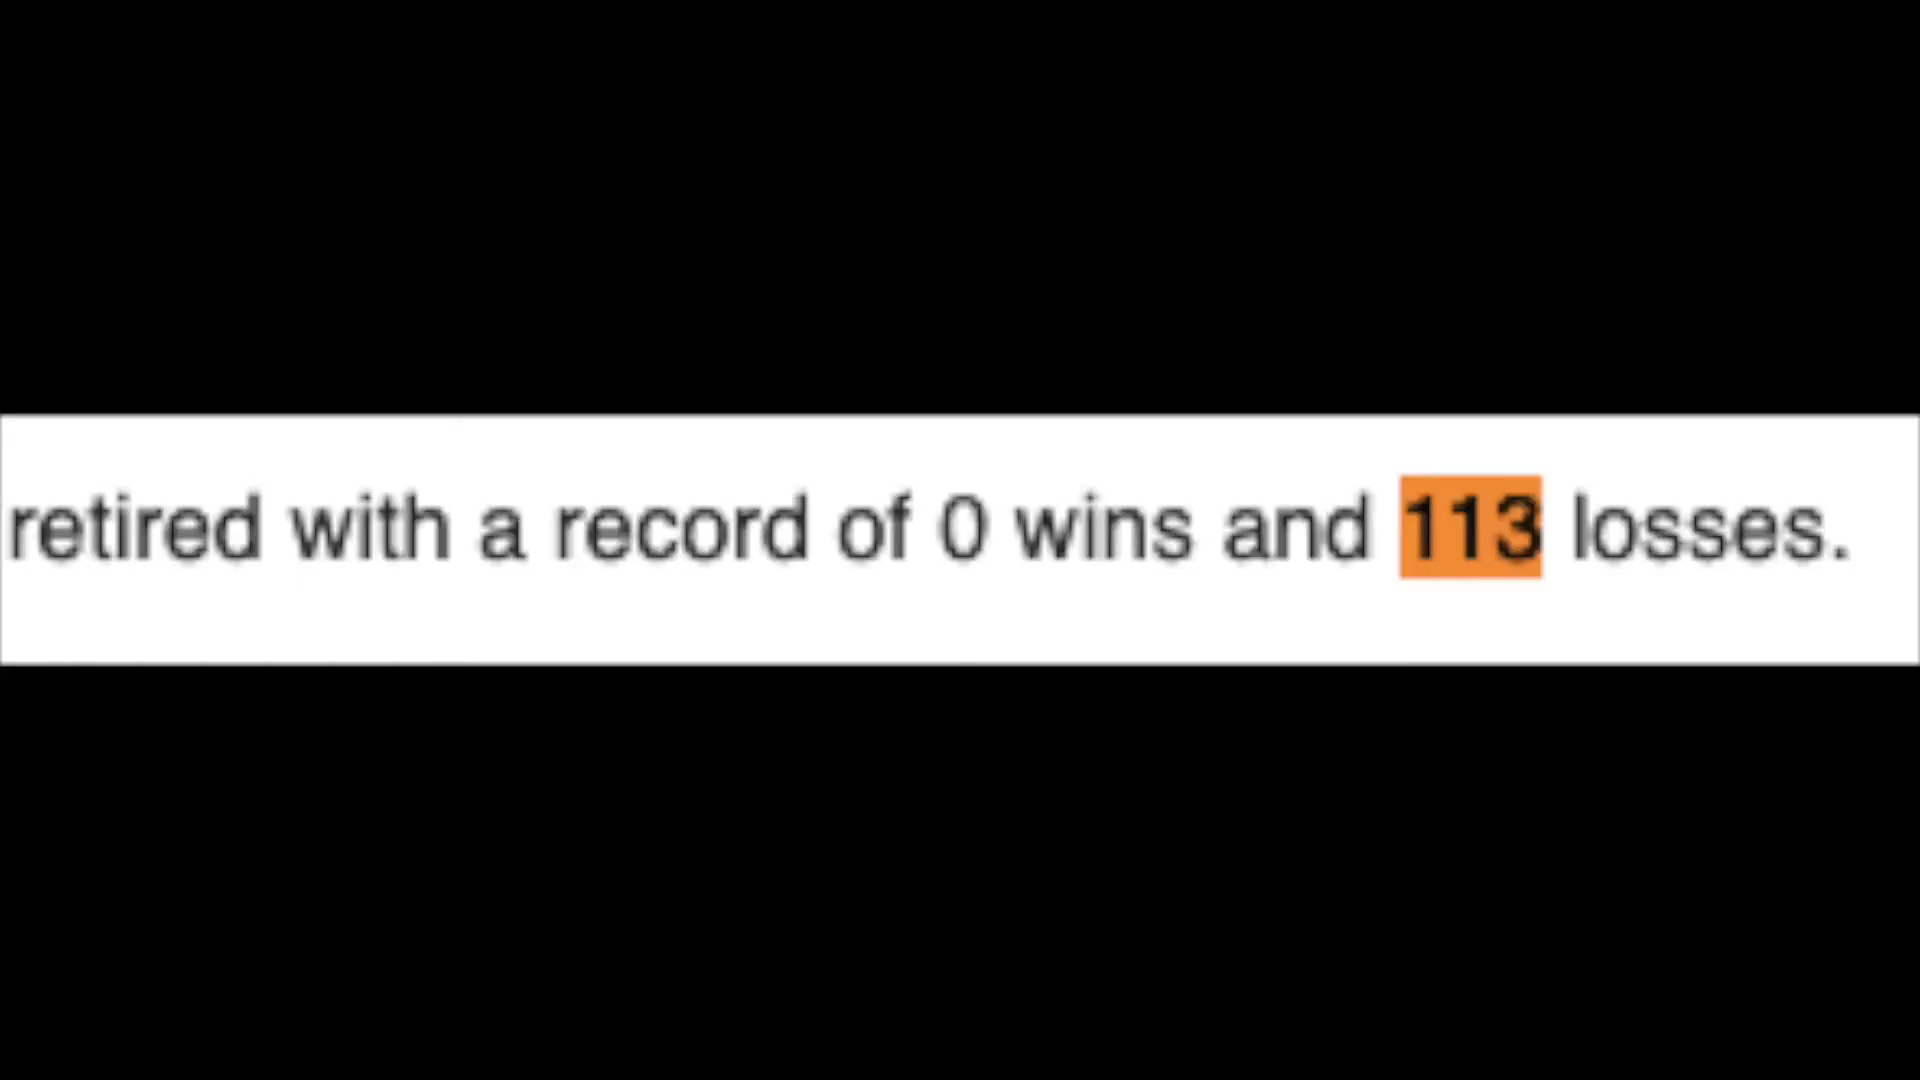 retired with a record of 0 wins and 113 losses.